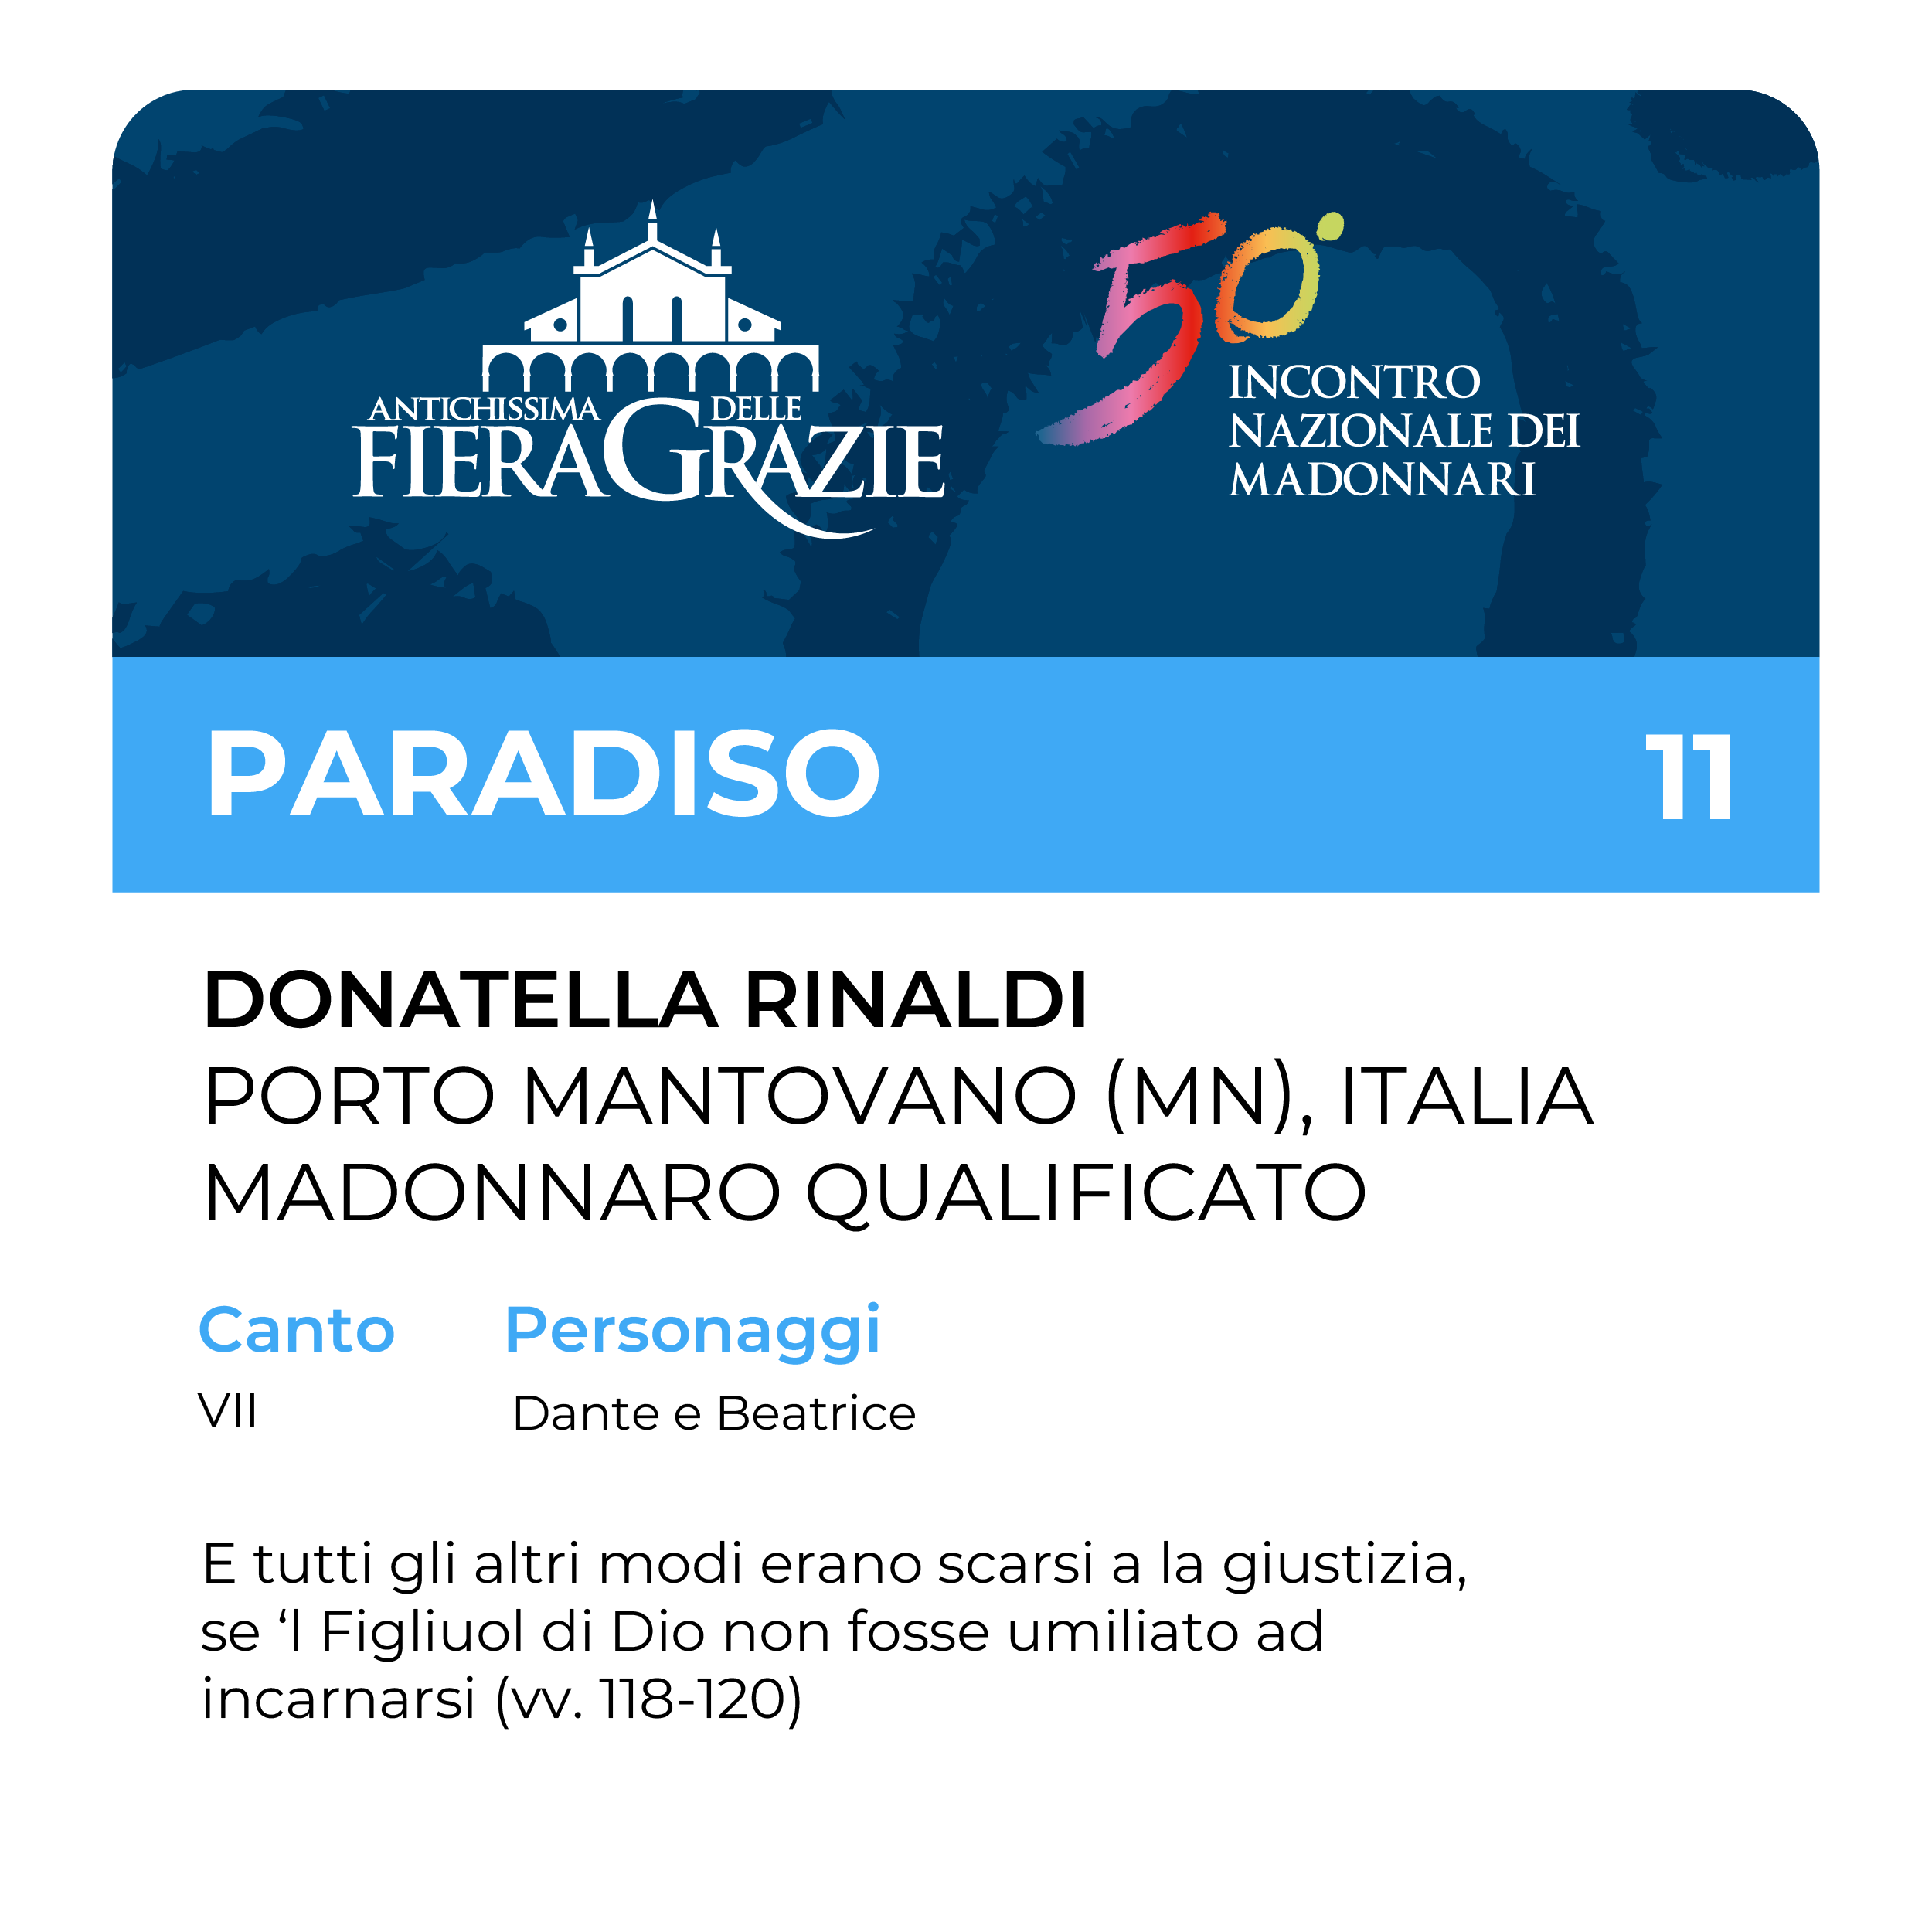 ANTICHISSIMA DELLE
FIERAGRAZIE
50°
INCONTRO
NAZIONALE DEI
MADONNARI
PARADISO 11
DONATELLA RINALDI
PORTO MANTOVANO (MN), ITALIA
MADONNARO QUALIFICATO
Canto Personaggi
VII Dante e Beatrice
E tutti gli altri modi erano scarsi a la giustizia,
se ‘l Figliuol di Dio non fosse umiliato ad
incarnarsi (vv. 118-120)